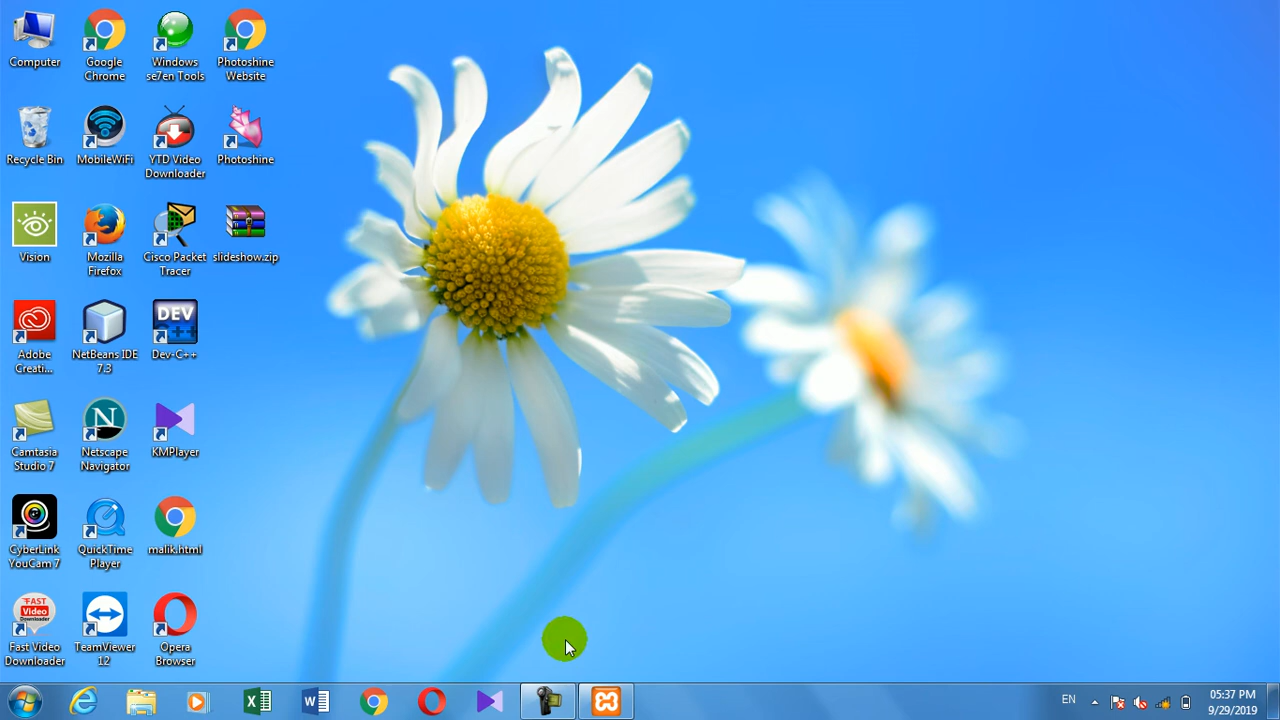 Computer
Google
Chrome
Windows
se7en Tools
Photoshine
Website
Recycle Bin
MobileWiFi
YTD Video
Downloader
Photoshine
Vision
Mozilla
Firefox
Cisco Packet
Tracer
slideshow.zip
Adobe
Creati...
NetBeans IDE
7.3
DEV
C++
Dev-C++
Camtasia
Studio 7
N
Netscape
Navigator
KMPlayer
CyberLink
YouCam 7
QuickTime
Player
malik.html
FAST
Video
Downloader
Fast Video
Downloader
TeamViewer
12
Opera
Browser
EN
05:37 PM
9/29/2019